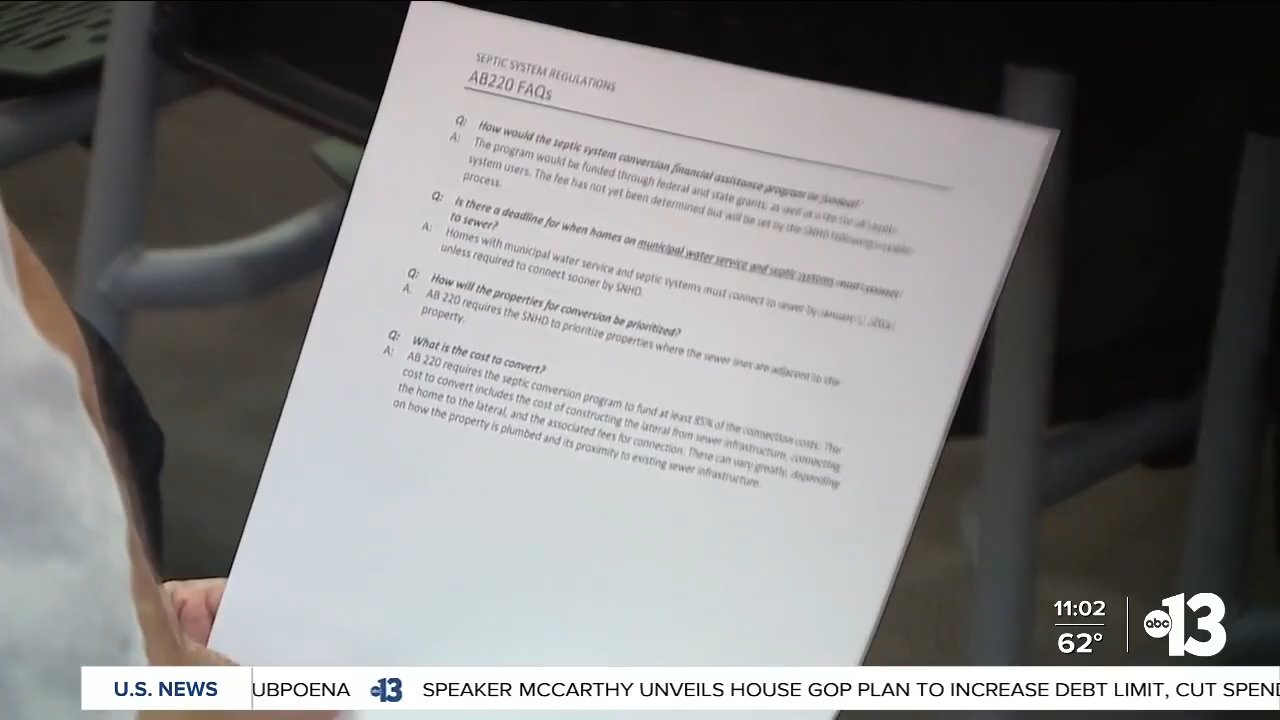 SEPTIC SYSTEM REGULATIONS
AB220 FAQs
Q: How would the septic system conversion financial assistance program be funded?
A: The program would be funded through federal and state grants, as well as a fee for all septic
system users. The fee has not yet been determined but will be set by the SNHD following a public
process.
Q: Is there a deadline for when homes on municipal water service and septic systems must connect
to sewer?
A: Homes with municipal water service and septic systems must connect to sewer by January 1,
unless required to connect sooner by SNHD.
Q: How will the properties for conversion be prioritized?
A. AB 220 requires the SNHD to prioritize properties where the sewer lines are adjacent to the
property.
Q: What is the cost to convert?
A: AB 220 requires the septic conversion program to fund at least 85% of the connection costs. The
cost to convert includes the cost of constructing the lateral from sewer infrastructure, connecting
the home to the lateral, and the associated fees for connection. These can vary greatly, depending
on how the property is plumbed and its proximity to existing sewer infrastructure.
11:02
62°
abc 13
U.S. NEWS UBPOENA abc 13 SPEAKER MCCARTHY UNVEILS HOUSE GOP PLAN TO INCREASE DEBT LIMIT, CUT SPEND